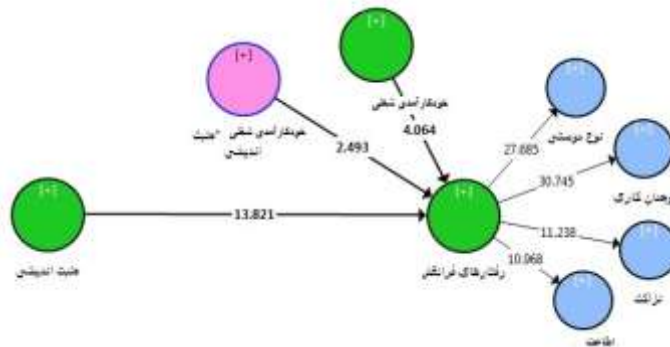 [+]
[+]
خودکارآمدی شغلی
خودکارآمدی شغلی *مثبت
اندیشی
4.064
2.493
[+]
نوع دوستی
27.685
[+]
وجدان کاری
30.745
[+]
مثبت اندیشی
13.821
[+]
رفتارهای فرانقش
11.238
[+]
نزاکت
10.968
[+]
اطاعت